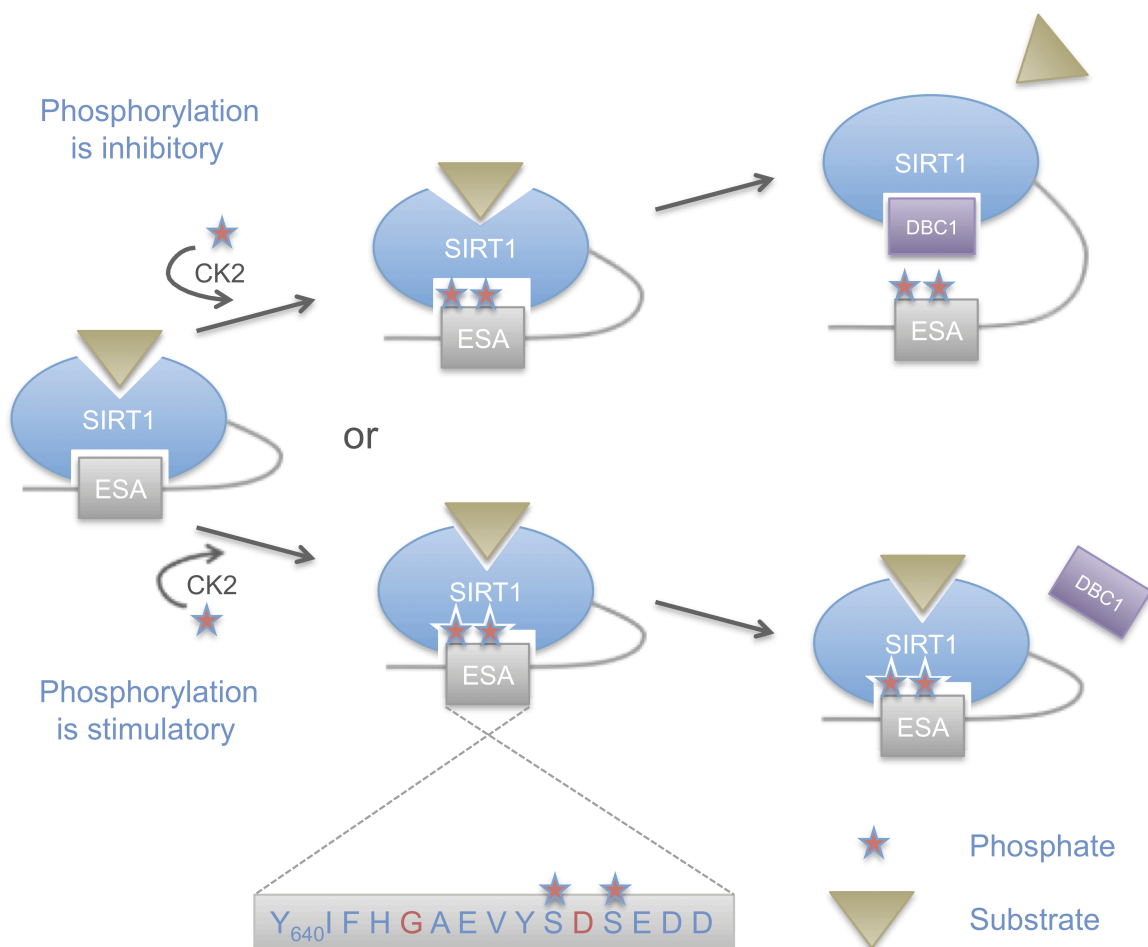 Phosphorylation
is inhibitory
CK2
SIRT1
ESA
SIRT1
DBC1
ESA
SIRT1
ESA
or
CK2
Phosphorylation
is stimulatory
SIRT1
ESA
SIRT1
ESA
DBC1
Y640IFHGAEVYSDSEDD
Phosphate
Substrate